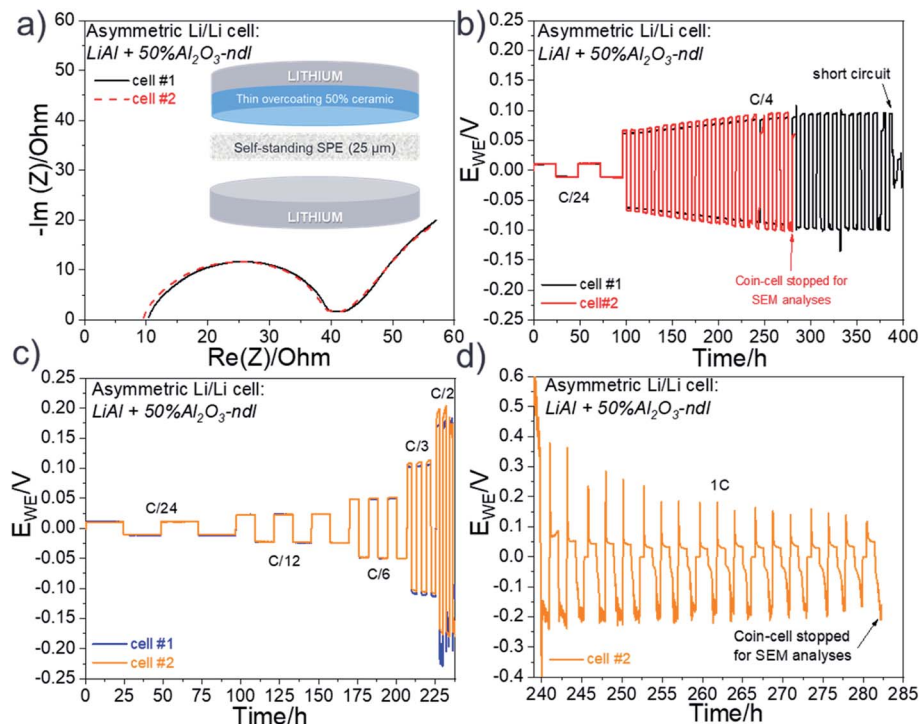 a)
Asymmetric Li/Li cell:
LiAl + 50%Al₂O₃-ndl
cell #1
cell #2
LITHIUM
Thin overcoating 50% ceramic
Self-standing SPE (25 µm)
LITHIUM
-Im (Z)/Ohm
60
50
40
30
20
10
0
0 10 20 30 40 50 60
Re(Z)/Ohm
b)
Asymmetric Li/Li cell:
LiAl + 50%Al₂O₃-ndl
short circuit
C/4
C/24
Coin-cell stopped for
SEM analyses
cell #1
cell#2
E_WE/V
0.25
0.20
0.15
0.10
0.05
0.00
-0.05
-0.10
-0.15
-0.20
-0.25
0 50 100 150 200 250 300 350 400
Time/h
c)
Asymmetric Li/Li cell:
LiAl + 50%Al₂O₃-ndl
C/2
C/3
C/24
C/12
C/6
cell #1
cell #2
E_WE/V
0.25
0.20
0.15
0.10
0.05
0.00
-0.05
-0.10
-0.15
-0.20
-0.25
0 25 50 75 100 125 150 175 200 225
Time/h
d)
Asymmetric Li/Li cell:
LiAl + 50%Al₂O₃-ndl
1C
Coin-cell stopped
for SEM analyses
cell #2
E_WE/V
0.6
0.4
0.3
0.2
0.1
0.0
-0.1
-0.2
-0.3
-0.4
240 245 250 255 260 265 270 275 280 285
Time/h